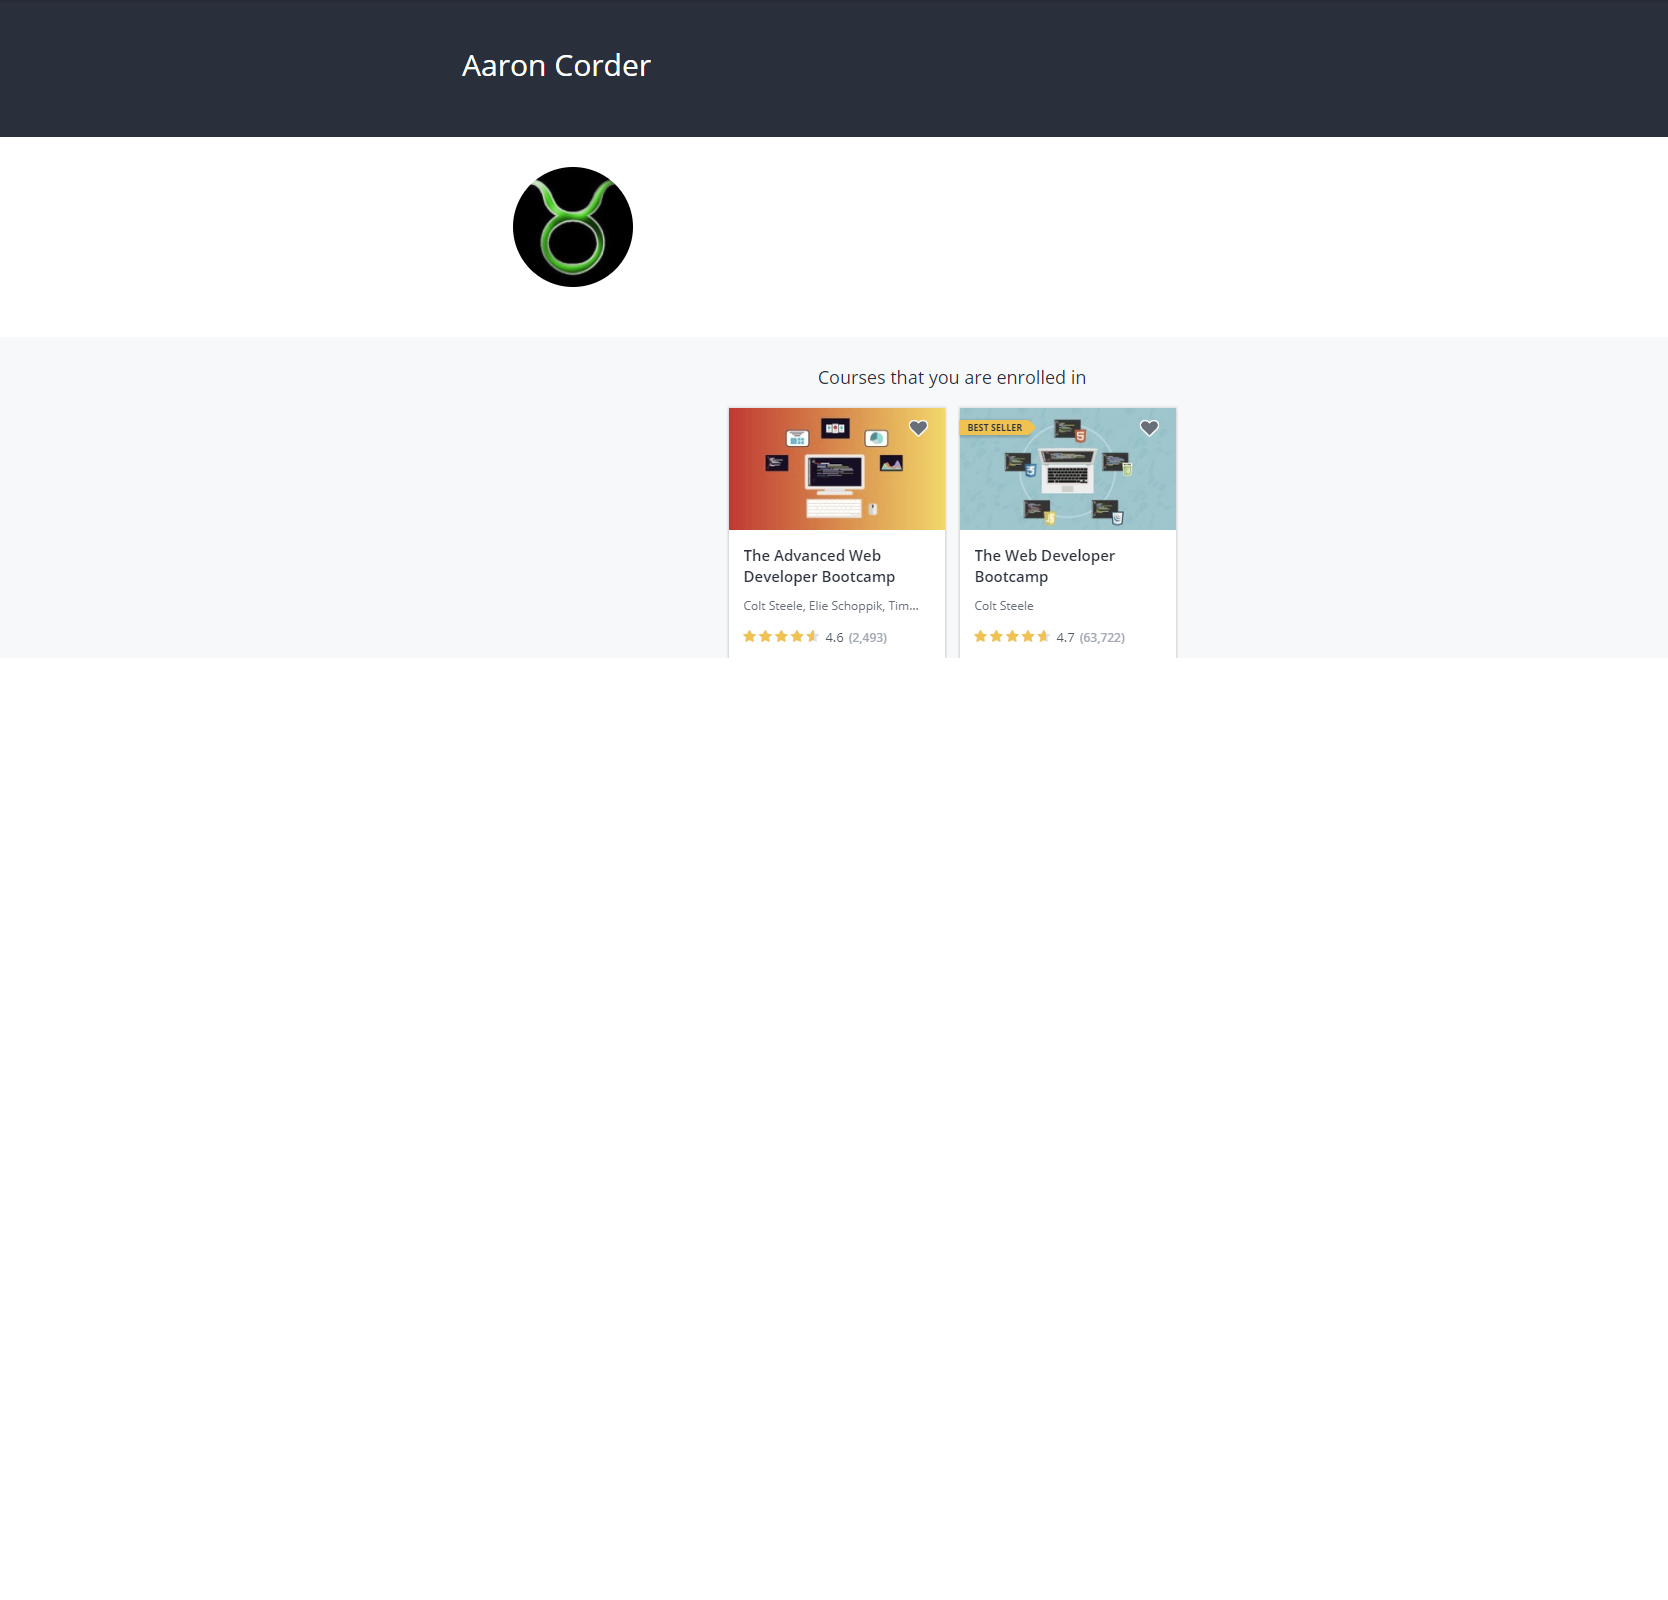 Aaron Corder
Courses that you are enrolled in
BEST SELLER
The Advanced Web
Developer Bootcamp
Colt Steele, Elie Schoppik, Tim...
4.6 (2,493)
The Web Developer
Bootcamp
Colt Steele
4.7 (63,722)